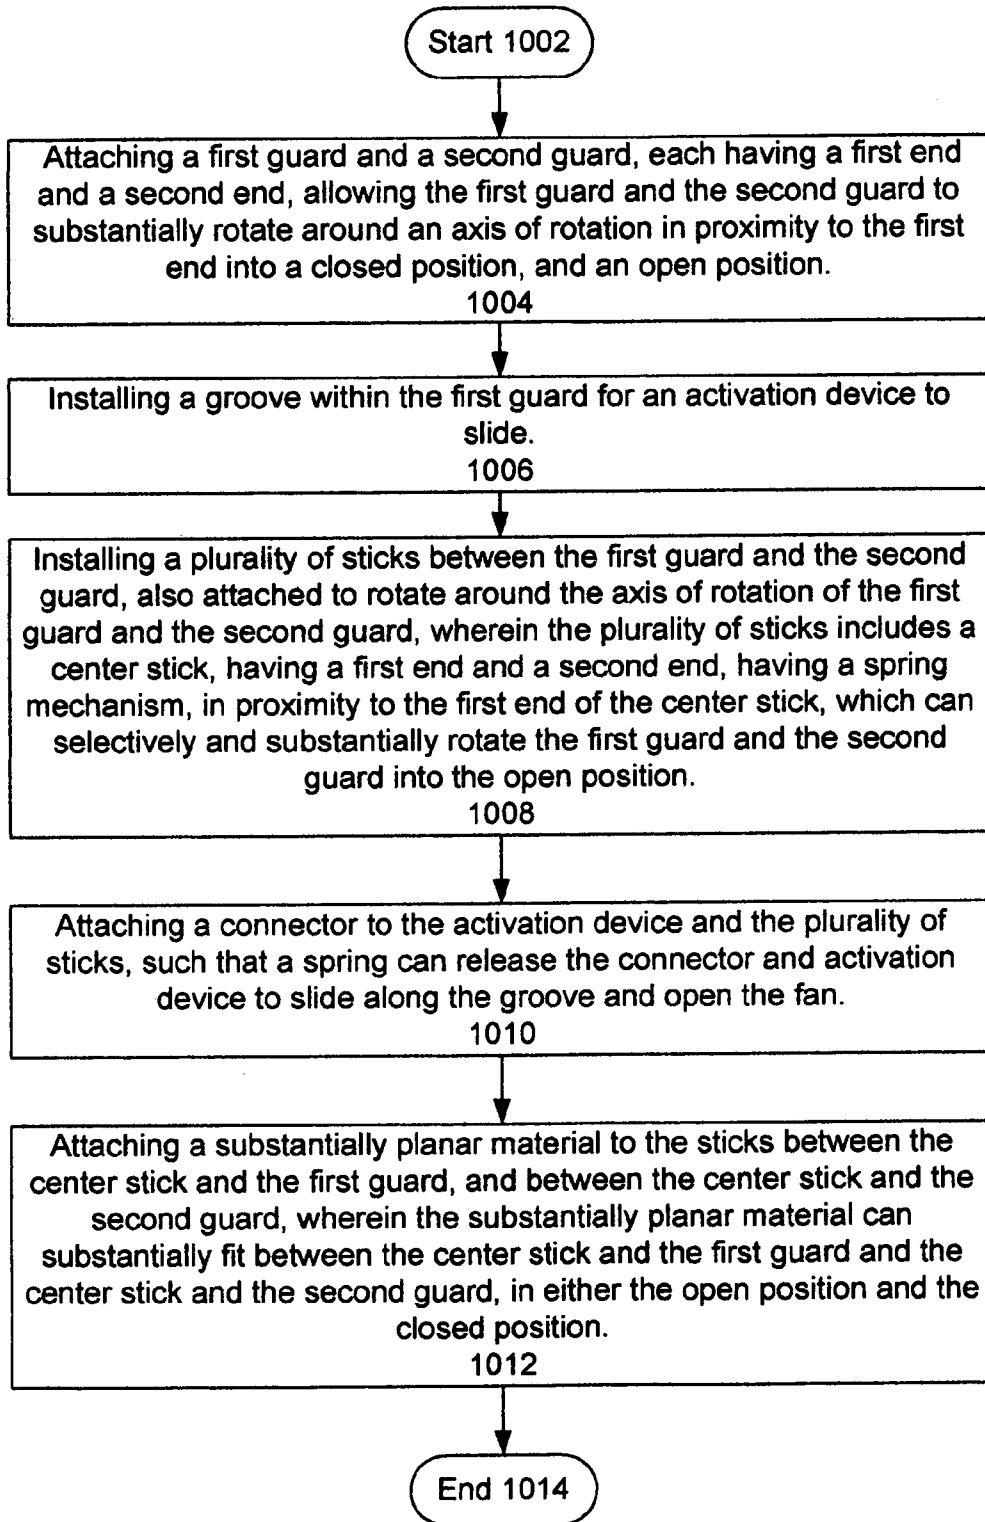 Start 1002
Attaching a first guard and a second guard, each having a first end
and a second end, allowing the first guard and the second guard to
substantially rotate around an axis of rotation in proximity to the first
end into a closed position, and an open position.
1004
Installing a groove within the first guard for an activation device to
slide.
1006
Installing a plurality of sticks between the first guard and the second
guard, also attached to rotate around the axis of rotation of the first
guard and the second guard, wherein the plurality of sticks includes a
center stick, having a first end and a second end, having a spring
mechanism, in proximity to the first end of the center stick, which can
selectively and substantially rotate the first guard and the second
guard into the open position.
1008
Attaching a connector to the activation device and the plurality of
sticks, such that a spring can release the connector and activation
device to slide along the groove and open the fan.
1010
Attaching a substantially planar material to the sticks between the
center stick and the first guard, and between the center stick and the
second guard, wherein the substantially planar material can
substantially fit between the center stick and the first guard and the
center stick and the second guard, in either the open position and the
closed position.
1012
End 1014